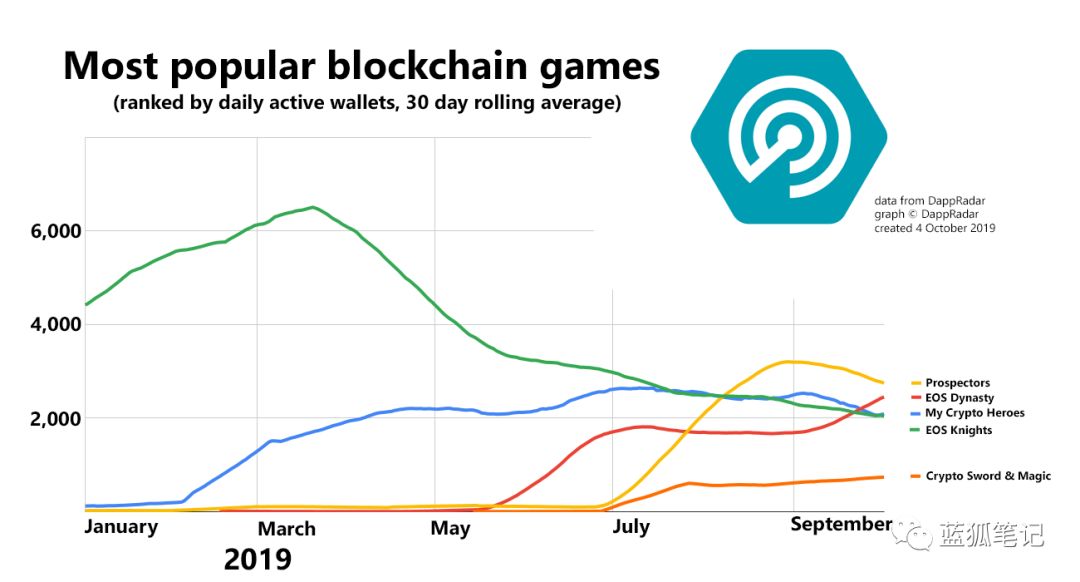 Most popular blockchain games
(ranked by daily active wallets, 30 day rolling average)
data from DappRadar
graph © DappRadar
created 4 October 2019
6,000
4,000
2,000
Prospectors
EOS Dynasty
My Crypto Heroes
EOS Knights
Crypto Sword & Magic
January
March
May
July
September
2019
蓝狐笔记